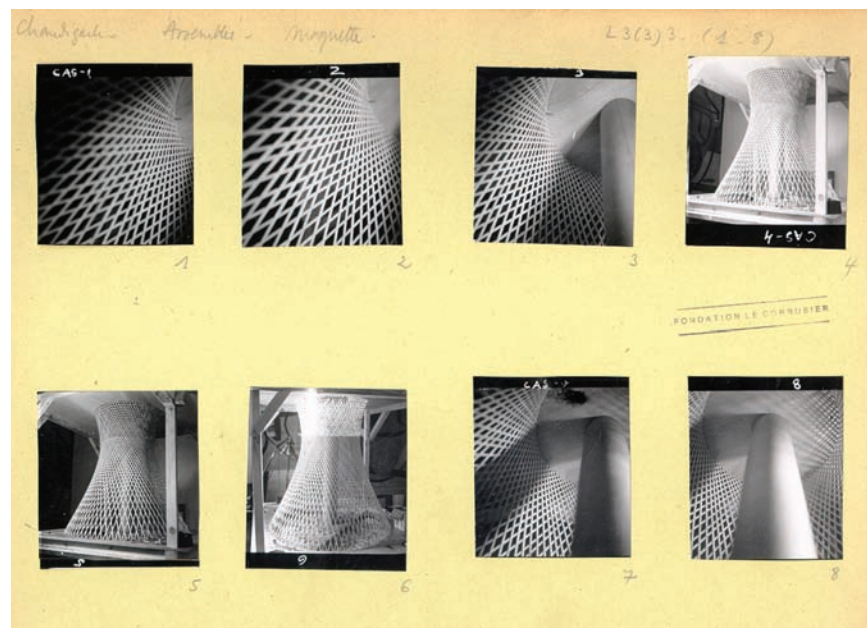 Chandigarh - Assemblée - maquette - L3(3)3 - (1-8)
CAS-1
2
3
CAS-4
1
2
3
4
FONDATION LE CORBUSIER
CAS-7
8
5
6
5
6
7
8